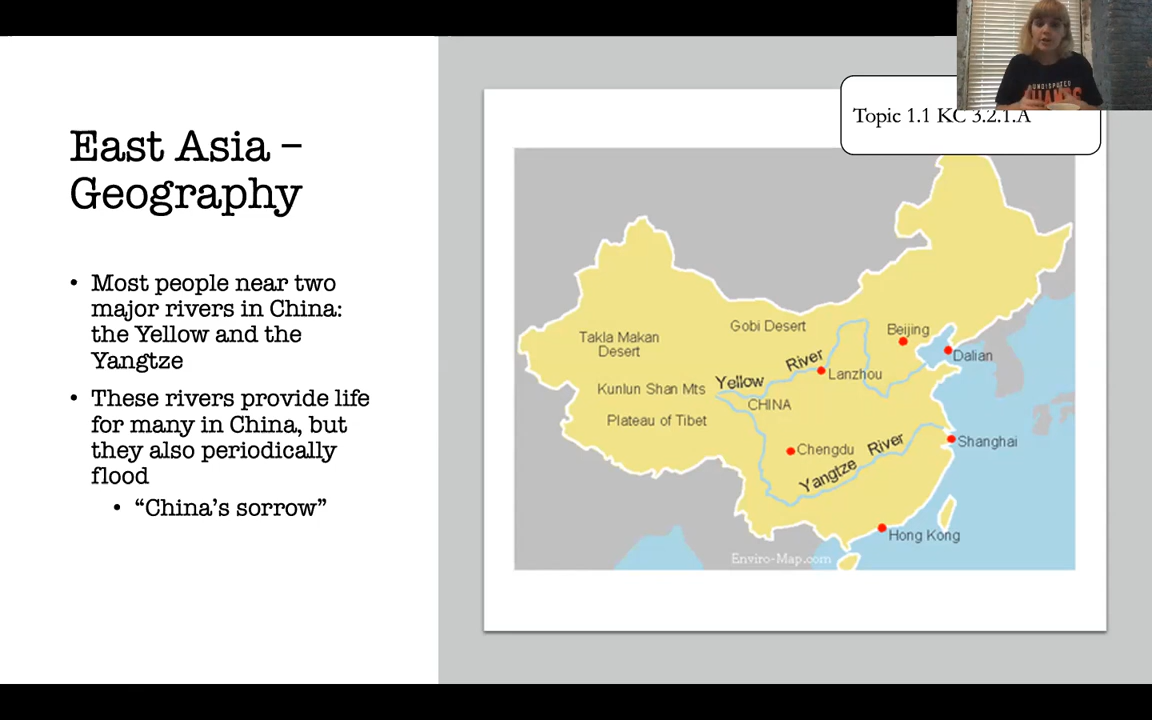 East Asia –
Geography
• Most people near two
major rivers in China:
the Yellow and the
Yangtze
• These rivers provide life
for many in China, but
they also periodically
flood
• “China’s sorrow”
Topic 1.1 KC 3.2.1.A
UNDISPUTED
Takla Makan
Desert
Gobi Desert
Beijing
Dalian
Yellow River
Lanzhou
Kunlun Shan Mts
CHINA
Plateau of Tibet
Chengdu
Yangtze River
Shanghai
Hong Kong
Enviro-Map.com